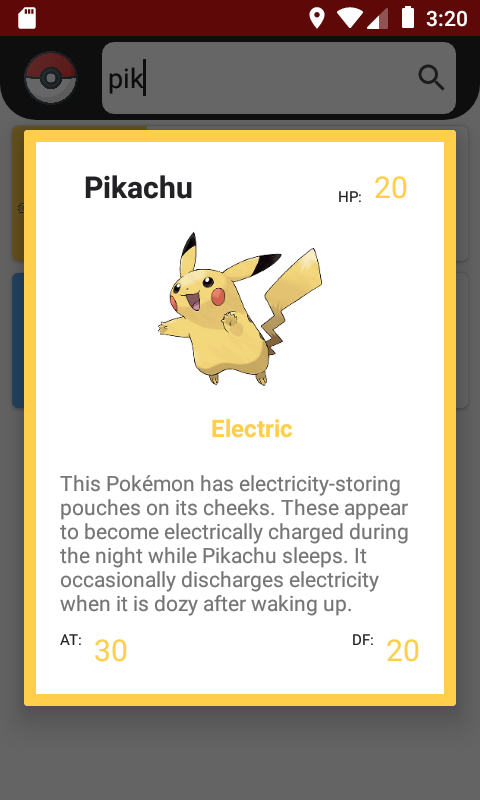 3:20
pik
Pikachu
HP: 20
Electric
This Pokémon has electricity-storing
pouches on its cheeks. These appear
to become electrically charged during
the night while Pikachu sleeps. It
occasionally discharges electricity
when it is dozy after waking up.
AT: 30 DF: 20